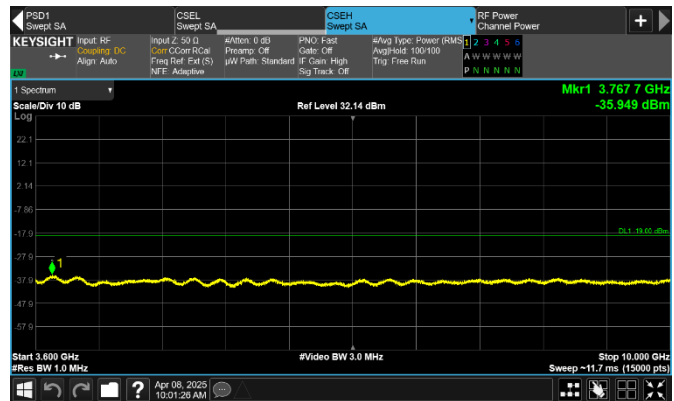 PSD1
Swept SA
CSEL
Swept SA
CSEH
Swept SA
RF Power
Channel Power
KEYSIGHT
Input: RF
Coupling: DC
Align: Auto
Input Z: 50 Ω
Corr CCorr RCal
Freq Ref: Ext (S)
NFE: Adaptive
#Atten: 0 dB
Preamp: Off
µW Path: Standard
PNO: Fast
Gate: Off
IF Gain: High
Sig Track: Off
#Avg Type: Power (RMS)
Avg|Hold: 100/100
Trig: Free Run
1 2 3 4 5 6
A W W W W W
P N N N N N
LXI
1 Spectrum
Scale/Div 10 dB
Log
Ref Level 32.14 dBm
Mkr1 3.767 7 GHz
-35.949 dBm
22.1
12.1
2.14
-7.86
-17.9
DL1 -19.00 dBm
-27.9
1
-37.9
-47.9
-57.9
Start 3.600 GHz
#Res BW 1.0 MHz
#Video BW 3.0 MHz
Stop 10.000 GHz
Sweep ~11.7 ms (15000 pts)
Apr 08, 2025
10:01:26 AM